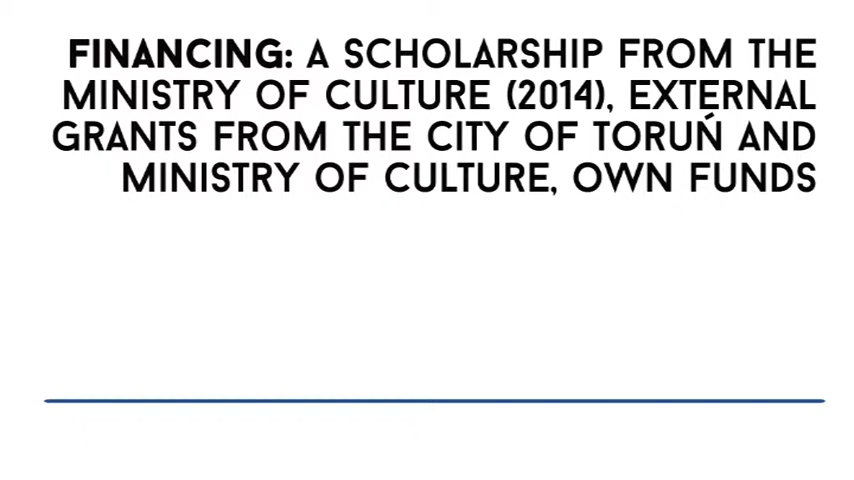 FINANCING: A SCHOLARSHIP FROM THE
MINISTRY OF CULTURE (2014), EXTERNAL
GRANTS FROM THE CITY OF TORUŃ AND
MINISTRY OF CULTURE, OWN FUNDS